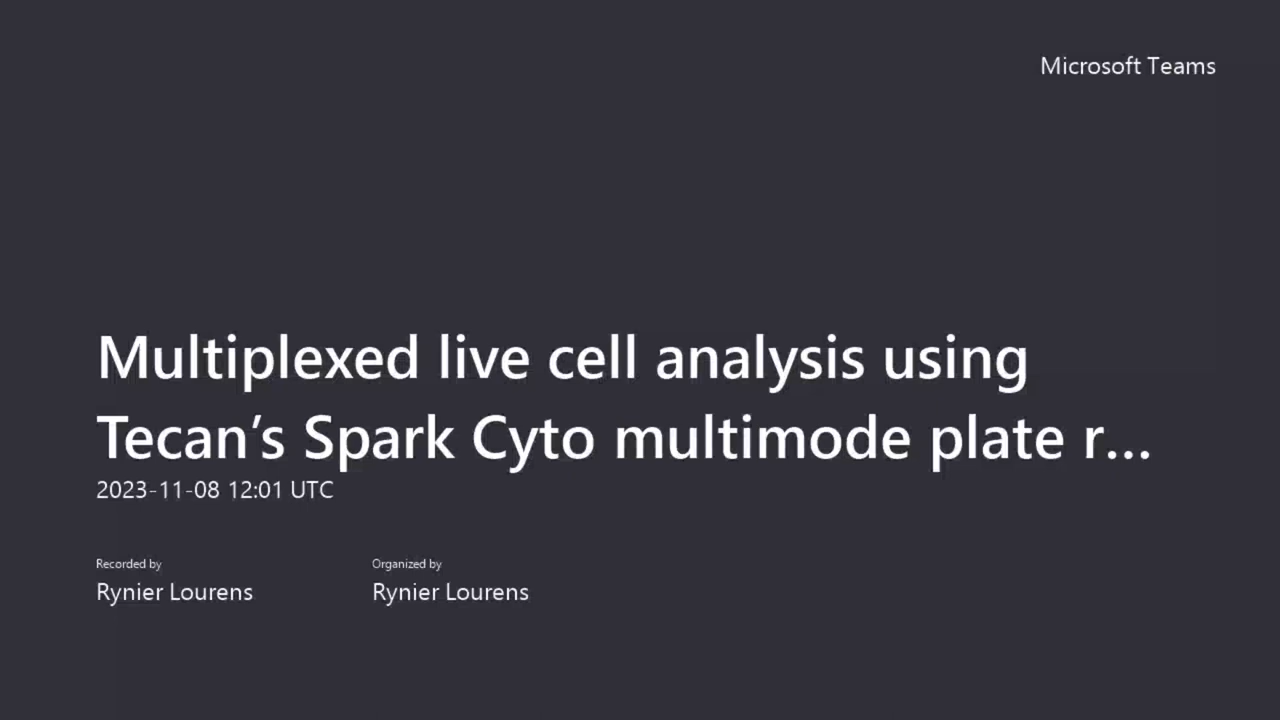 Microsoft Teams
Multiplexed live cell analysis using
Tecan’s Spark Cyto multimode plate r...
2023-11-08 12:01 UTC
Recorded by
Organized by
Rynier Lourens
Rynier Lourens